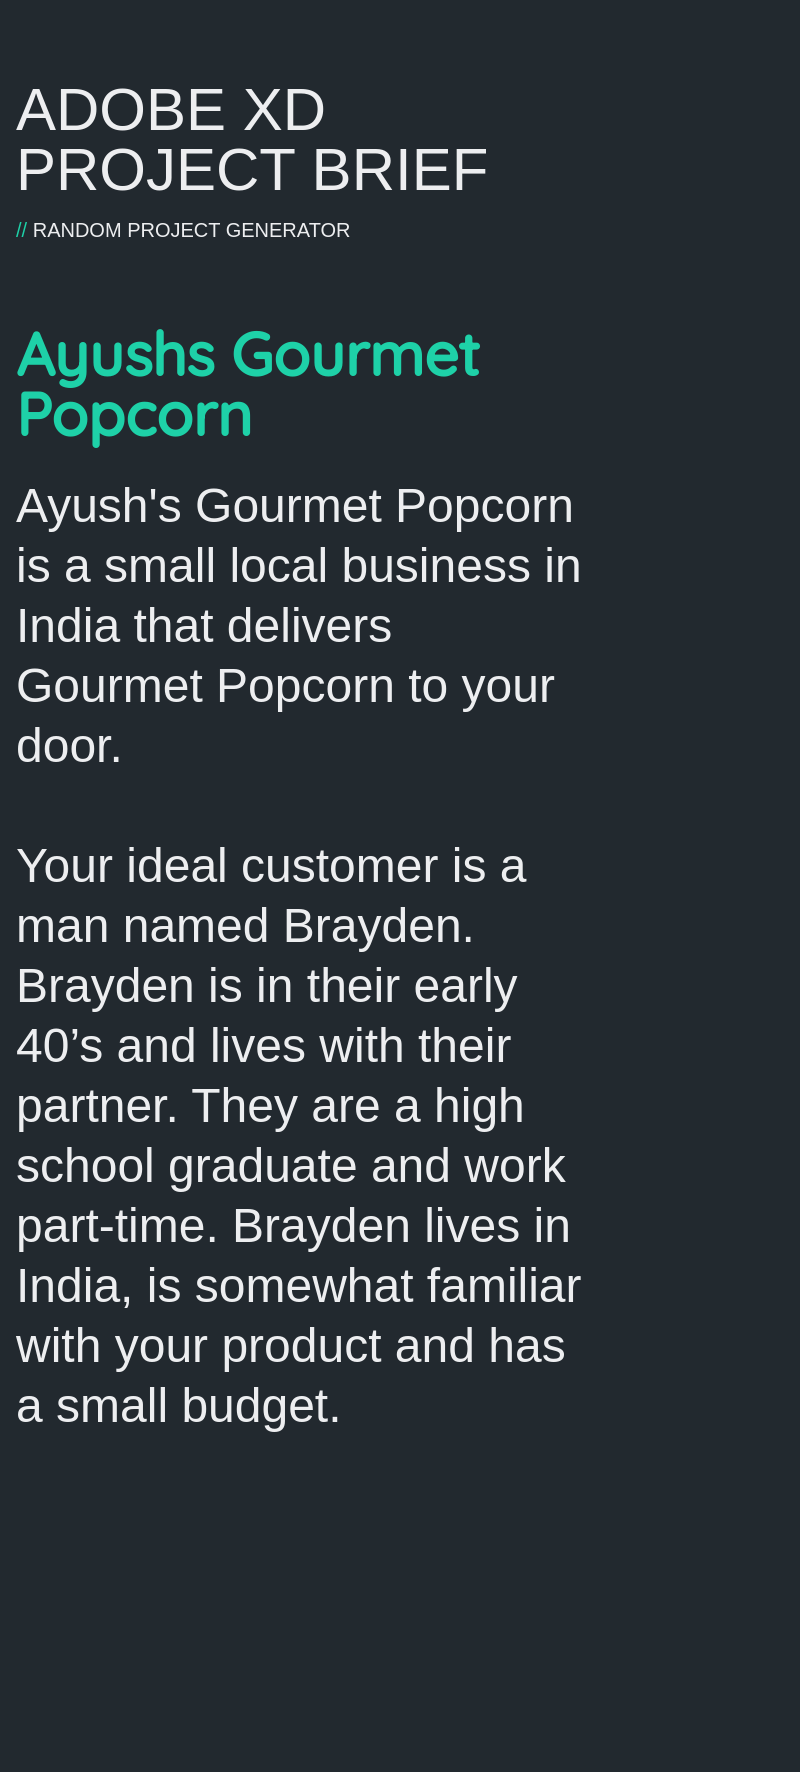 ADOBE XD
PROJECT BRIEF
// RANDOM PROJECT GENERATOR
Ayushs Gourmet
Popcorn
Ayush's Gourmet Popcorn
is a small local business in
India that delivers
Gourmet Popcorn to your
door.
Your ideal customer is a
man named Brayden.
Brayden is in their early
40’s and lives with their
partner. They are a high
school graduate and work
part-time. Brayden lives in
India, is somewhat familiar
with your product and has
a small budget.